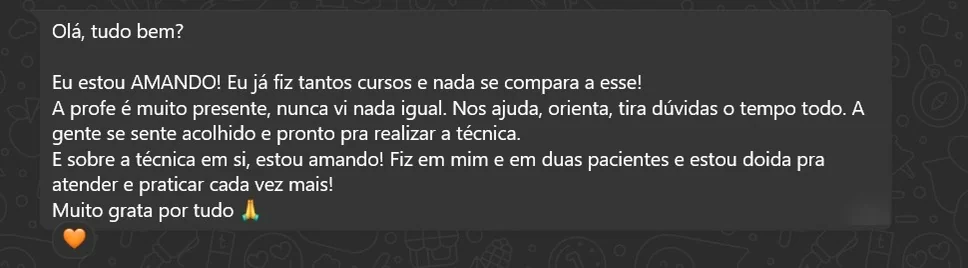 Olá, tudo bem?
Eu estou AMANDO! Eu já fiz tantos cursos e nada se compara a esse!
A profe é muito presente, nunca vi nada igual. Nos ajuda, orienta, tira dúvidas o tempo todo. A
gente se sente acolhido e pronto pra realizar a técnica.
E sobre a técnica em si, estou amando! Fiz em mim e em duas pacientes e estou doida pra
atender e praticar cada vez mais!
Muito grata por tudo 🙏
🧡